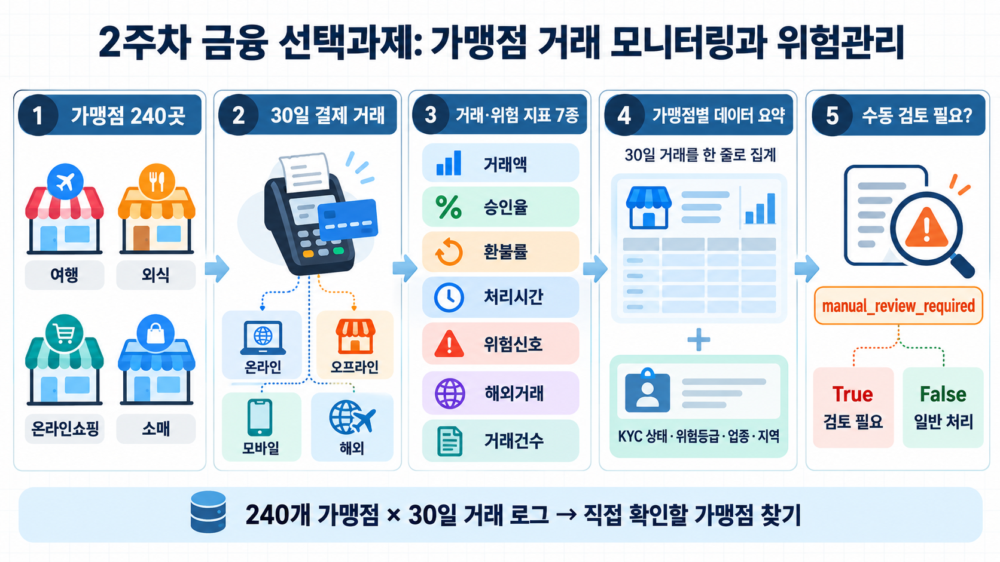 2주차 금융 선택과제: 가맹점 거래 모니터링과 위험관리
1 가맹점 240곳
여행
외식
온라인쇼핑
소매
2 30일 결제 거래
온라인
오프라인
모바일
해외
3 거래·위험 지표 7종
거래액
승인율
환불률
처리시간
위험신호
해외거래
거래건수
4 가맹점별 데이터 요약
30일 거래를 한 줄로 집계
KYC 상태·위험등급·업종·지역
5 수동 검토 필요?
manual_review_required
True
검토 필요
False
일반 처리
240개 가맹점 × 30일 거래 로그 → 직접 확인할 가맹점 찾기